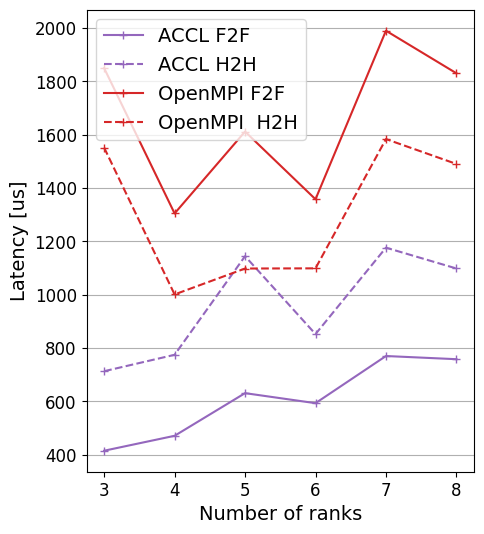 2000
1800
1600
1400
1200
1000
800
600
400
Latency [us]
ACCL F2F
ACCL H2H
OpenMPI F2F
OpenMPI  H2H
3 4 5 6 7 8
Number of ranks